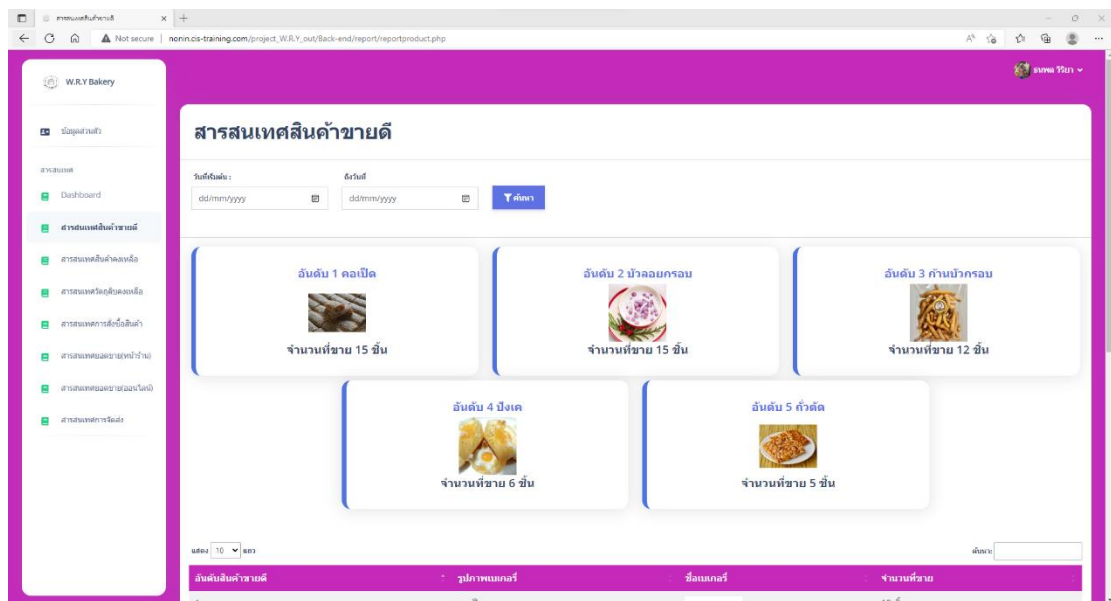 สารสนเทศสินค้าขายดี
Not secure
nonin.cis-training.com/project_W.R.Y_out/Back-end/report/reportproduct.php
W.R.Y Bakery
ข้อมูลส่วนตัว
สารสนเทศ
Dashboard
สารสนเทศสินค้าขายดี
สารสนเทศสินค้าคงเหลือ
สารสนเทศวัตถุดิบคงเหลือ
สารสนเทศการสั่งซื้อสินค้า
สารสนเทศยอดขาย(หน้าร้าน)
สารสนเทศยอดขาย(ออนไลน์)
สารสนเทศการจัดส่ง
สารสนเทศสินค้าขายดี
วันที่เริ่มต้น :
ถึงวันที่
dd/mm/yyyy
dd/mm/yyyy
ค้นหา
อันดับ 1 คอเป็ด
จำนวนที่ขาย 15 ชิ้น
อันดับ 2 บัวลอยกรอบ
จำนวนที่ขาย 15 ชิ้น
อันดับ 3 ก้านบัวกรอบ
จำนวนที่ขาย 12 ชิ้น
อันดับ 4 ปังเค
จำนวนที่ขาย 6 ชิ้น
อันดับ 5 ถั่วตัด
จำนวนที่ขาย 5 ชิ้น
แสดง 10 แถว
ค้นหา:
อันดับสินค้าขายดี
รูปภาพเบเกอรี่
ชื่อเบเกอรี่
จำนวนที่ขาย